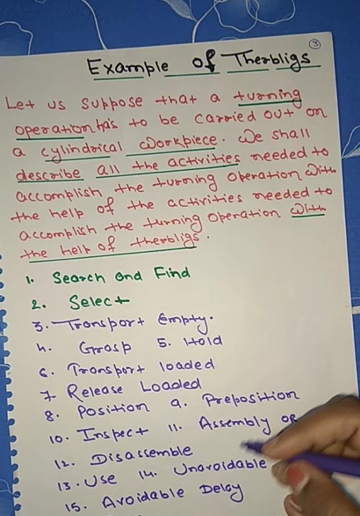 3
Example of Therbligs
Let us suppose that a turning
operation has to be carried out on
a cylindrical workpiece. We shall
describe all the activities needed to
accomplish the turning operation with
the help of the activities needed to
accomplish the turning operation with
the help of therbligs.
1. Search and Find
2. Select
3. Transport Empty.
4. Grasp 5. Hold
6. Transport loaded
7 Release Loaded
8. Position 9. Preposition
10. Inspect 11. Assembly
12. Disassemble
13. Use 14. Unavoidable
15. Avoidable Delay